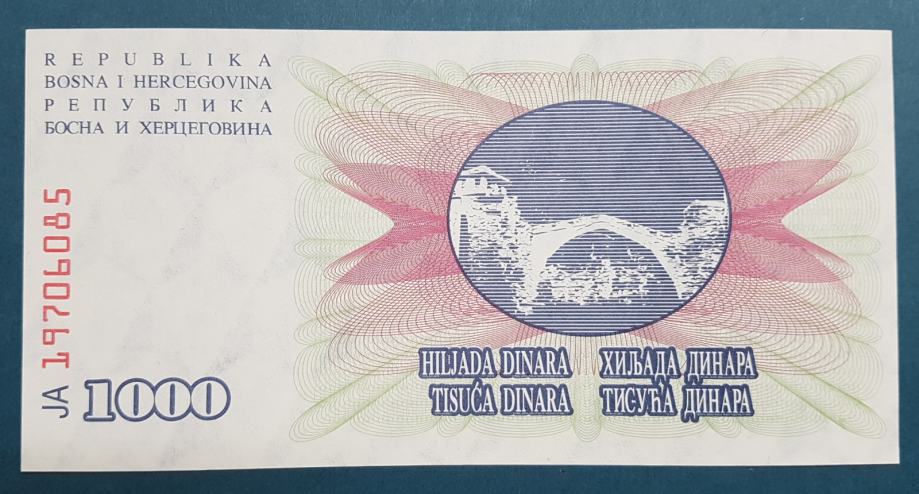 REPUBLIKA
BOSNA I HERCEGOVINA
РЕПУБЛИКА
БОСНА И ХЕРЦЕГОВИНА
JA 19706085
1000
HILJADA DINARA ХИЉАДА ДИНАРА
TISUĆA DINARA ТИСУЋА ДИНАРА